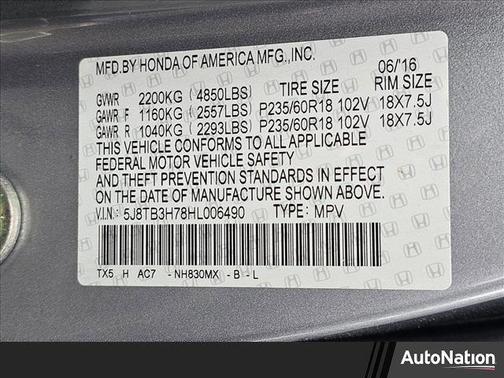 MFD.BY HONDA OF AMERICA MFG.,INC. 06/'16
GVWR 2200KG (4850LBS) TIRE SIZE RIM SIZE
GAWR F 1160KG (2557LBS) P235/60R18 102V 18X7.5J
GAWR R 1040KG (2293LBS) P235/60R18 102V 18X7.5J
THIS VEHICLE CONFORMS TO ALL APPLICABLE
FEDERAL MOTOR VEHICLE SAFETY
AND THEFT PREVENTION STANDARDS IN EFFECT
ON THE DATE OF MANUFACTURE SHOWN ABOVE.
V.I.N.: 5J8TB3H78HL006490 TYPE: MPV
TX5 H AC7 -NH830MX -B-L
AutoNation